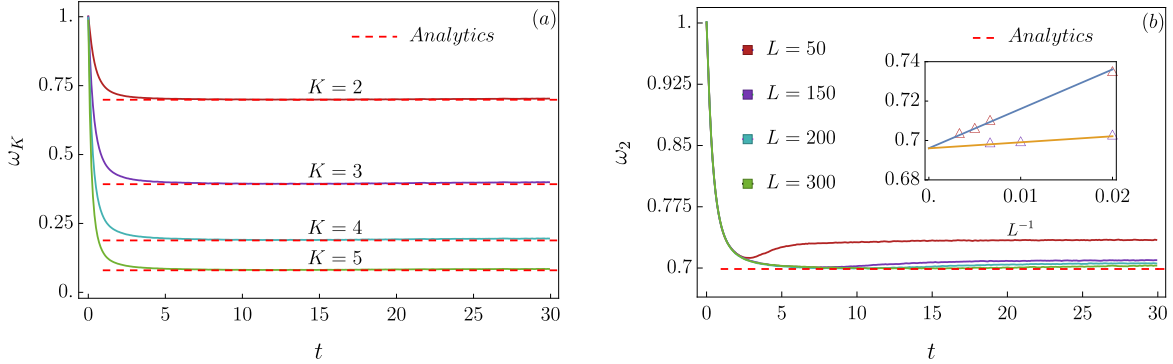 (a)
1.
Analytics
0.75
K = 2
ω_K
0.5
K = 3
0.25
K = 4
K = 5
0.
0 5 10 15 20 25 30
t
(b)
1.
Analytics
L = 50
0.925
0.74
L = 150
0.72
0.85
ω_2
L = 200
0.7
L = 300
0.68
0. 0.01 0.02
0.775
L^{-1}
0.7
0 5 10 15 20 25 30
t